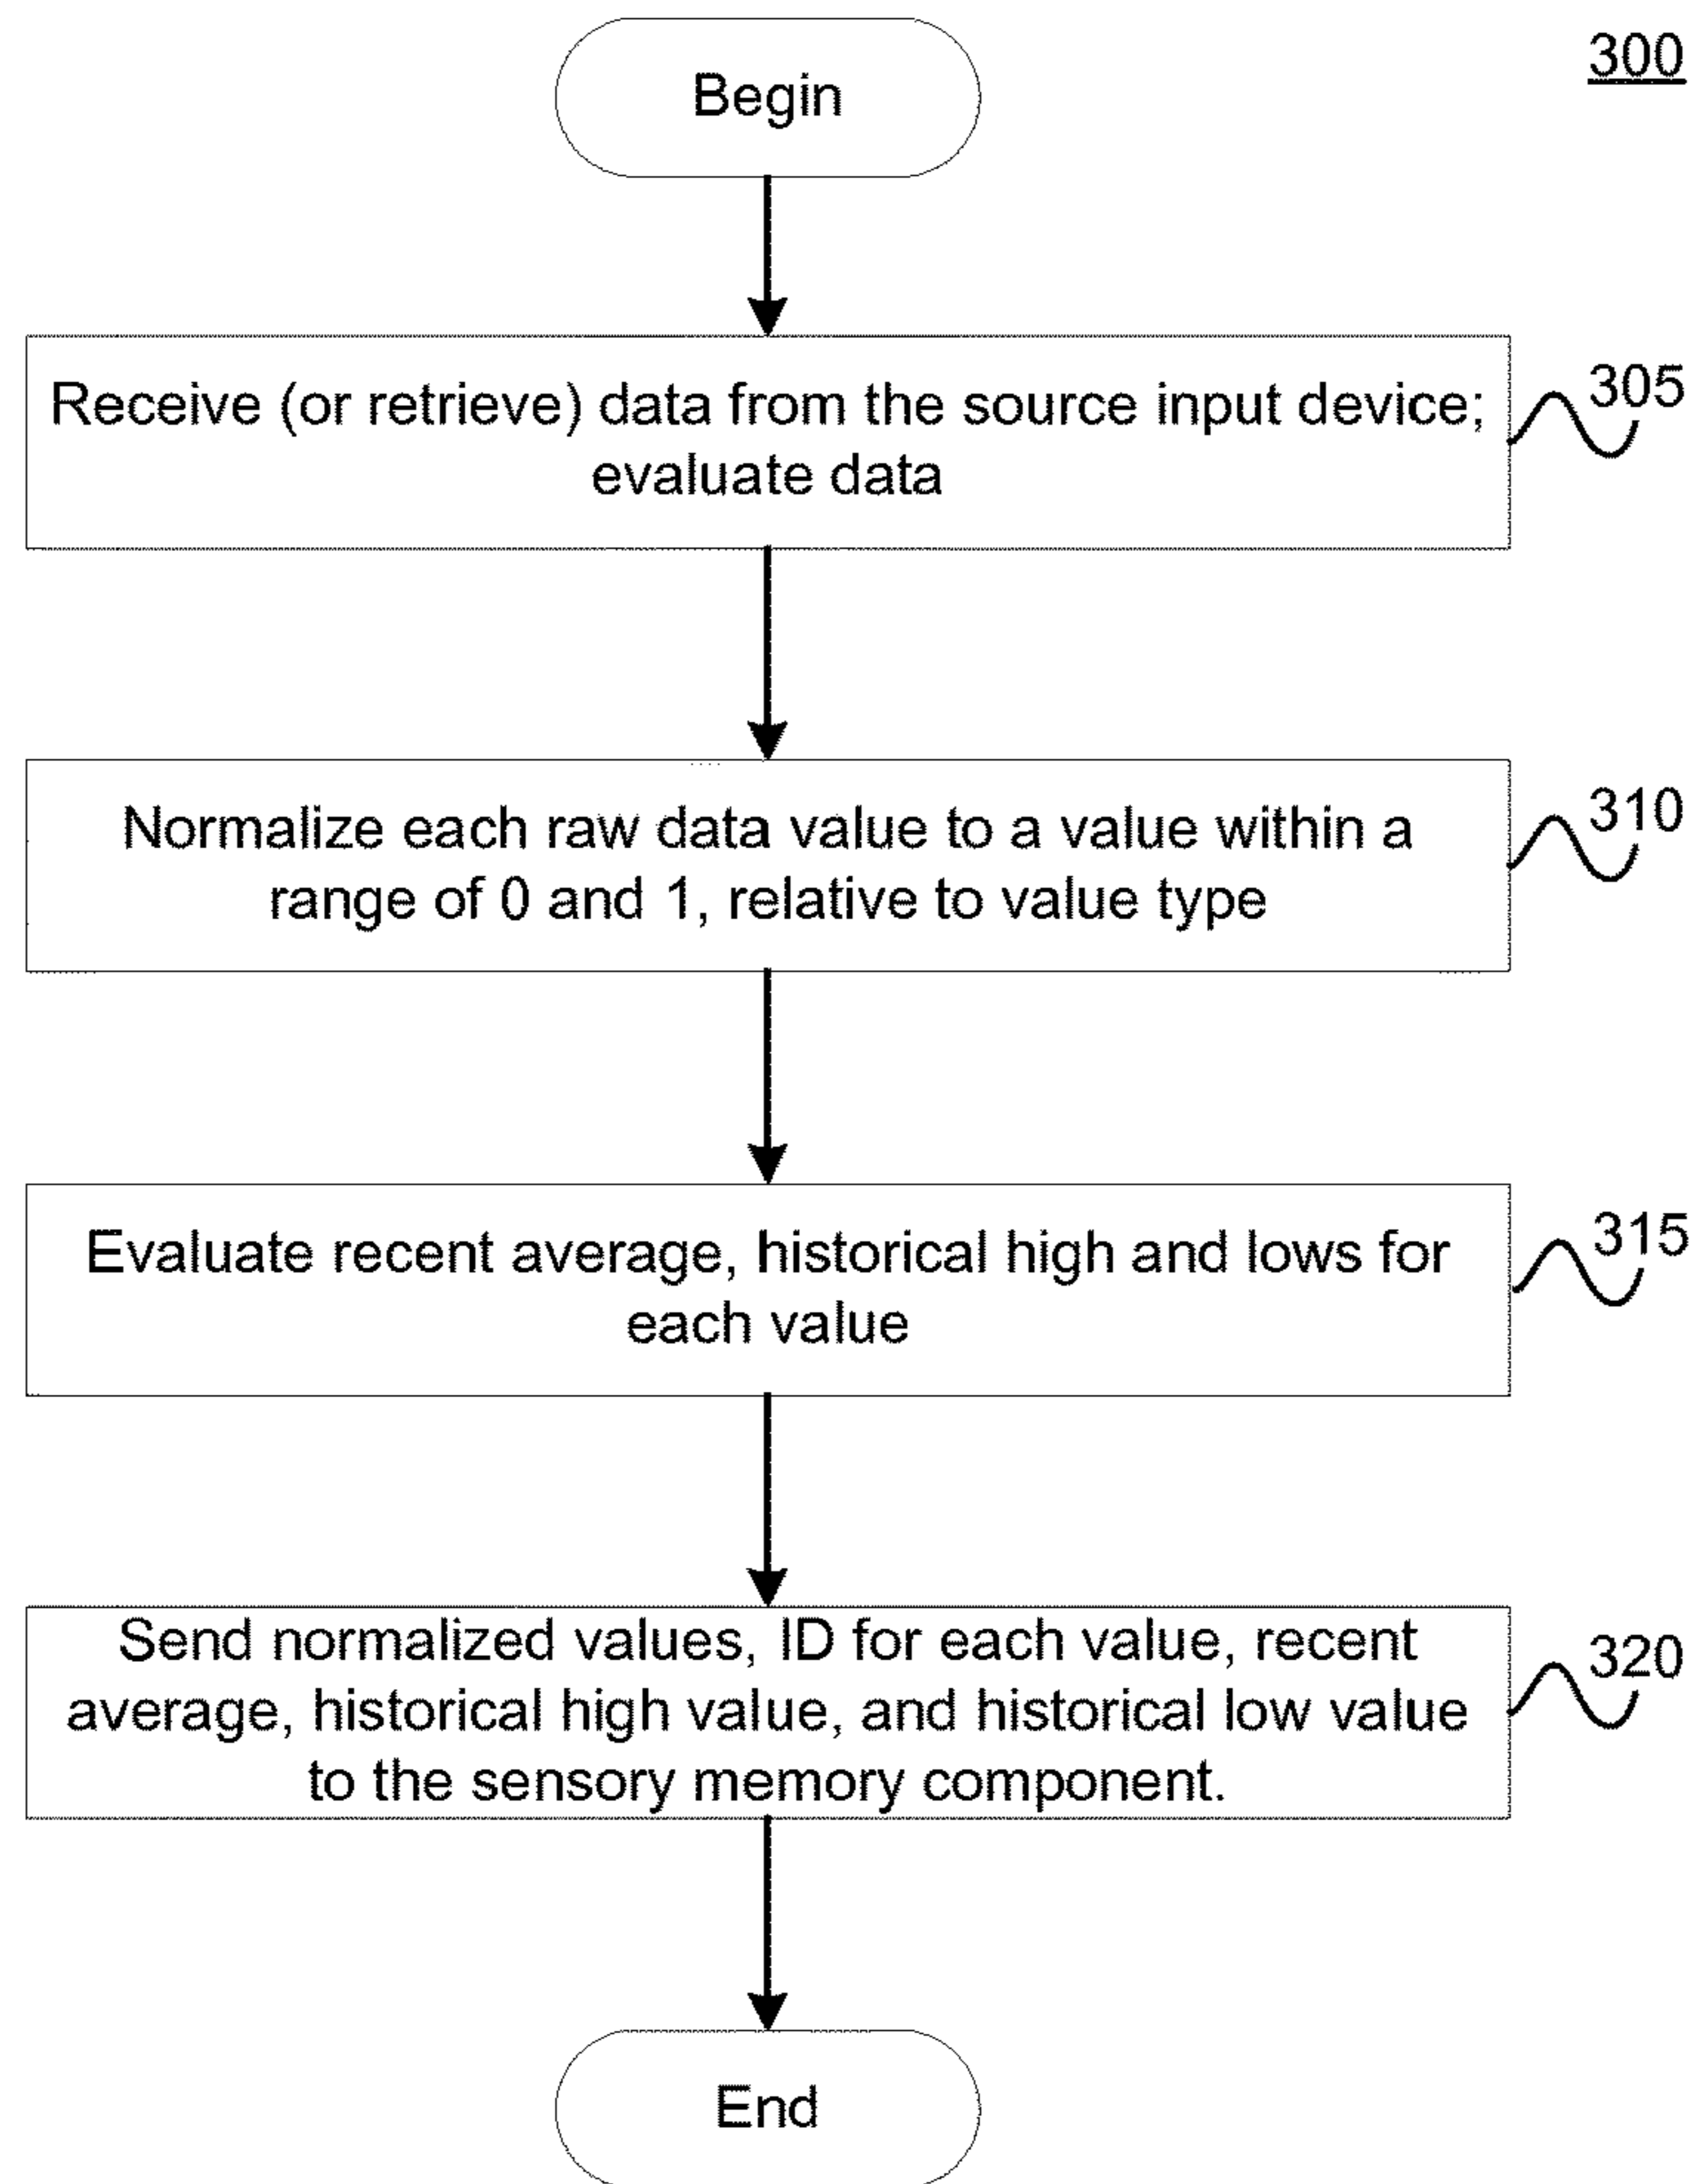 300
Begin
Receive (or retrieve) data from the source input device;
evaluate data
305
Normalize each raw data value to a value within a
range of 0 and 1, relative to value type
310
Evaluate recent average, historical high and lows for
each value
315
Send normalized values, ID for each value, recent
average, historical high value, and historical low value
to the sensory memory component.
320
End